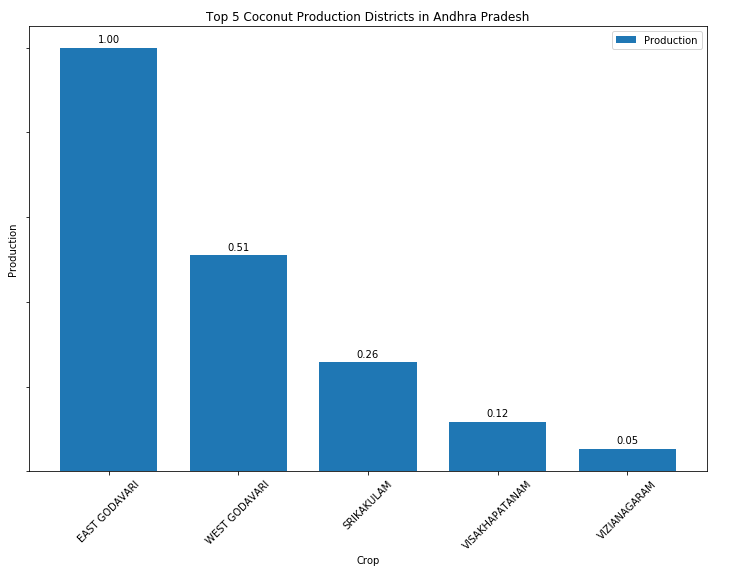 Top 5 Coconut Production Districts in Andhra Pradesh
Production
1.00
0.51
0.26
0.12
0.05
Production
EAST GODAVARI
WEST GODAVARI
SRIKAKULAM
VISAKHAPATANAM
VIZIANAGARAM
Crop